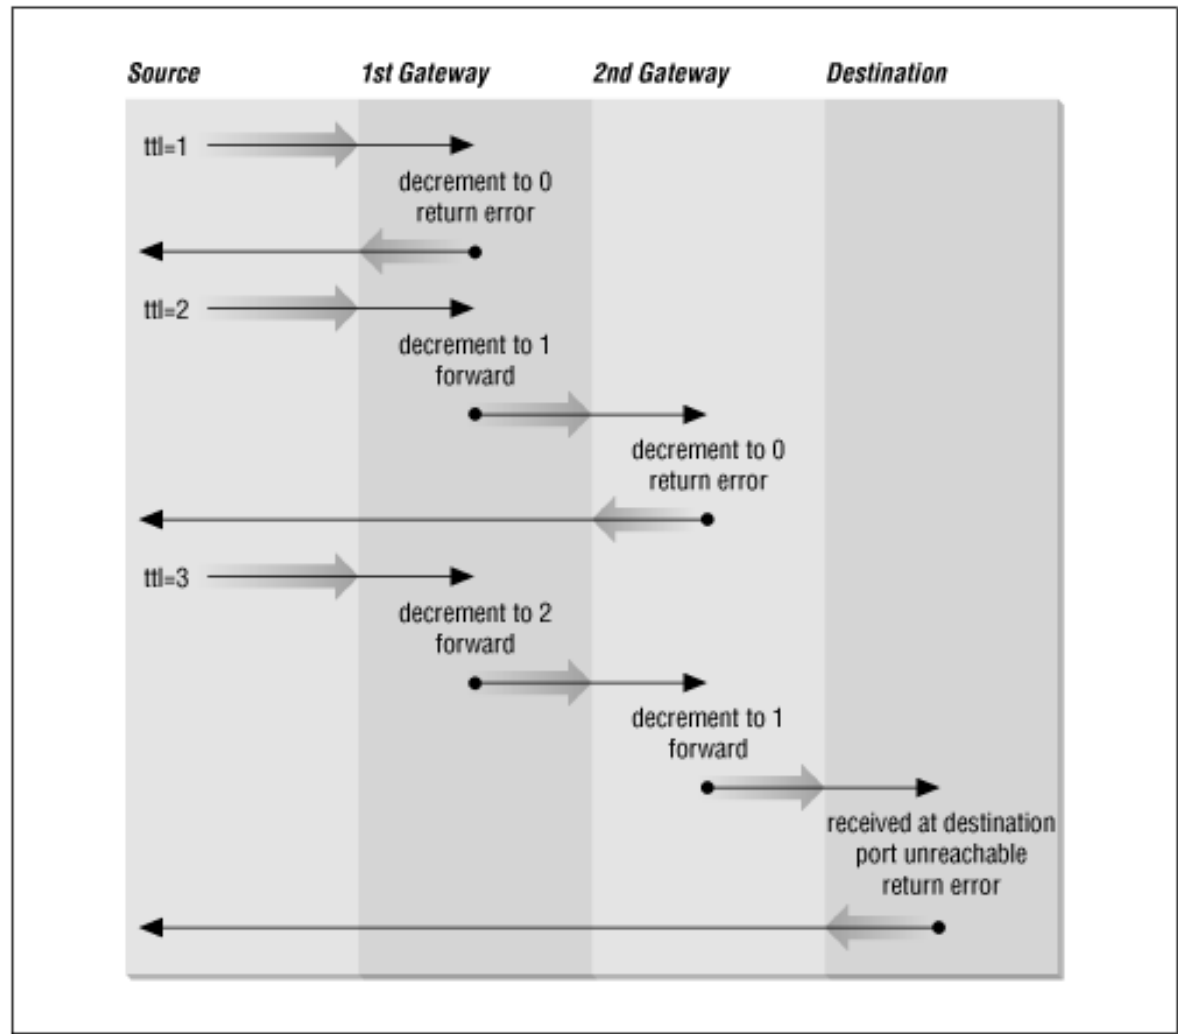 Source 1st Gateway 2nd Gateway Destination
ttl=1
decrement to 0
return error
ttl=2
decrement to 1
forward
decrement to 0
return error
ttl=3
decrement to 2
forward
decrement to 1
forward
received at destination
port unreachable
return error